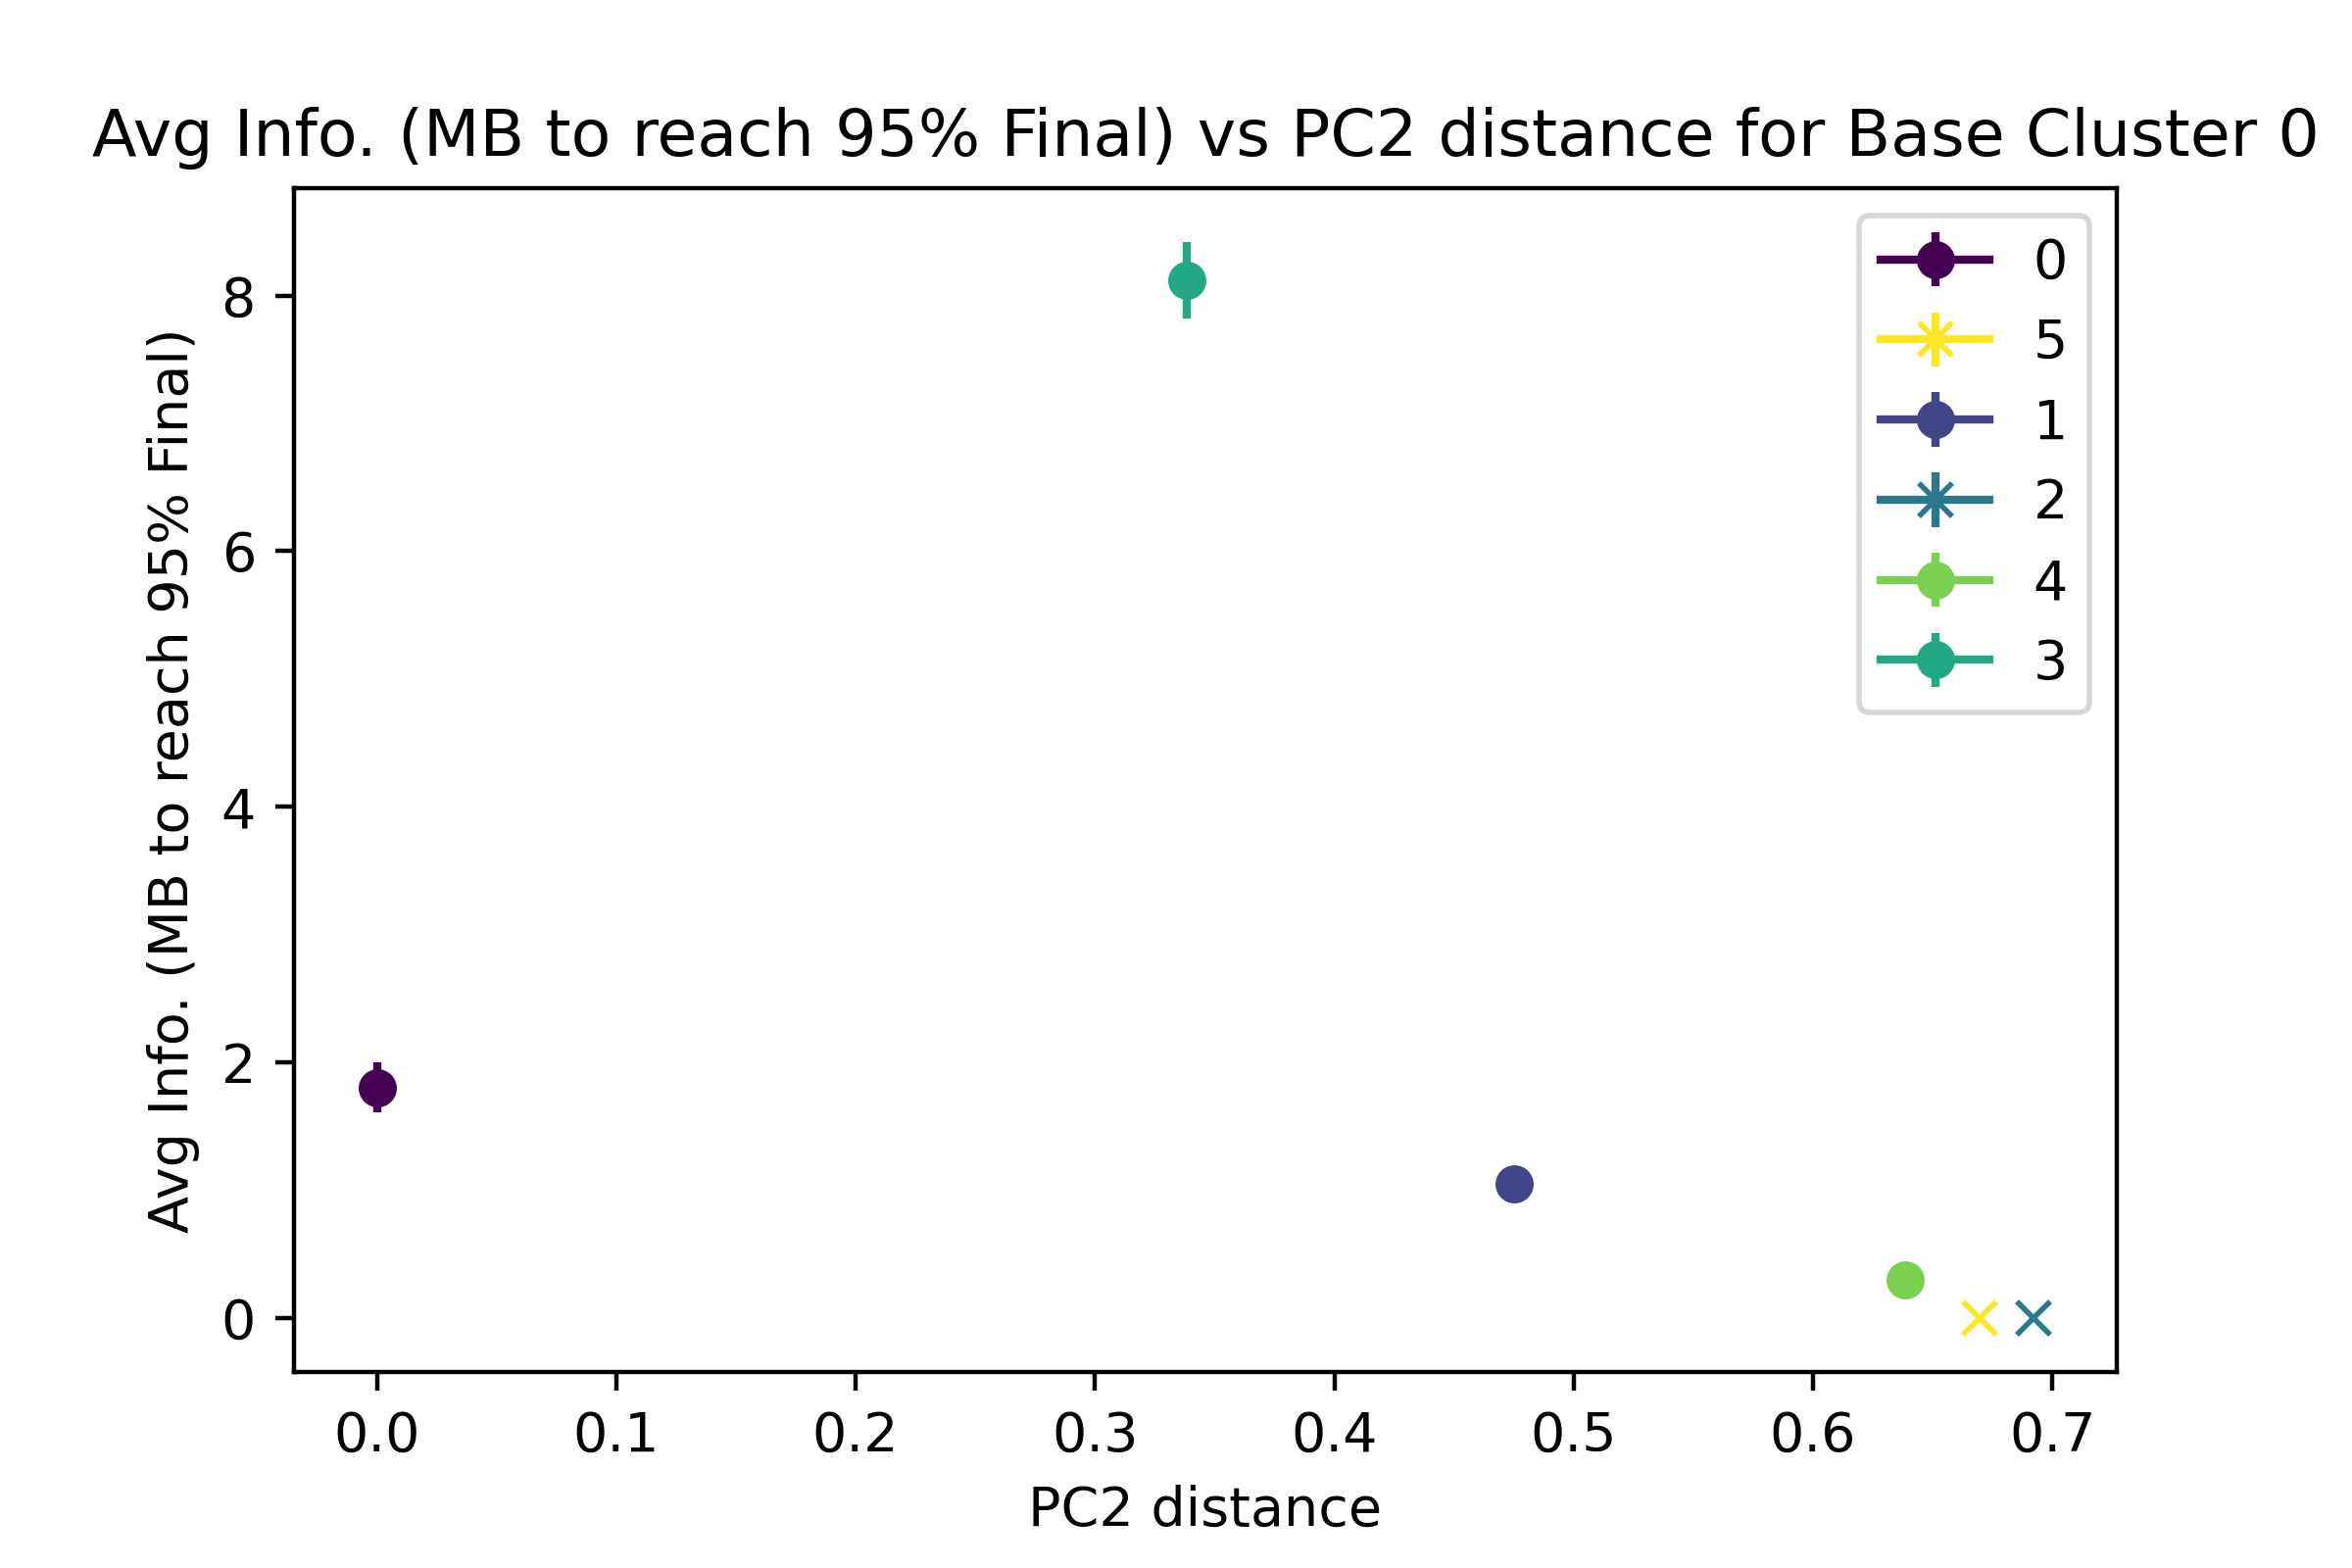 Avg Info. (MB to reach 95% Final) vs PC2 distance for Base Cluster 0
Avg Info. (MB to reach 95% Final)
8
6
4
2
0
0
5
1
2
4
3
0.0 0.1 0.2 0.3 0.4 0.5 0.6 0.7
PC2 distance